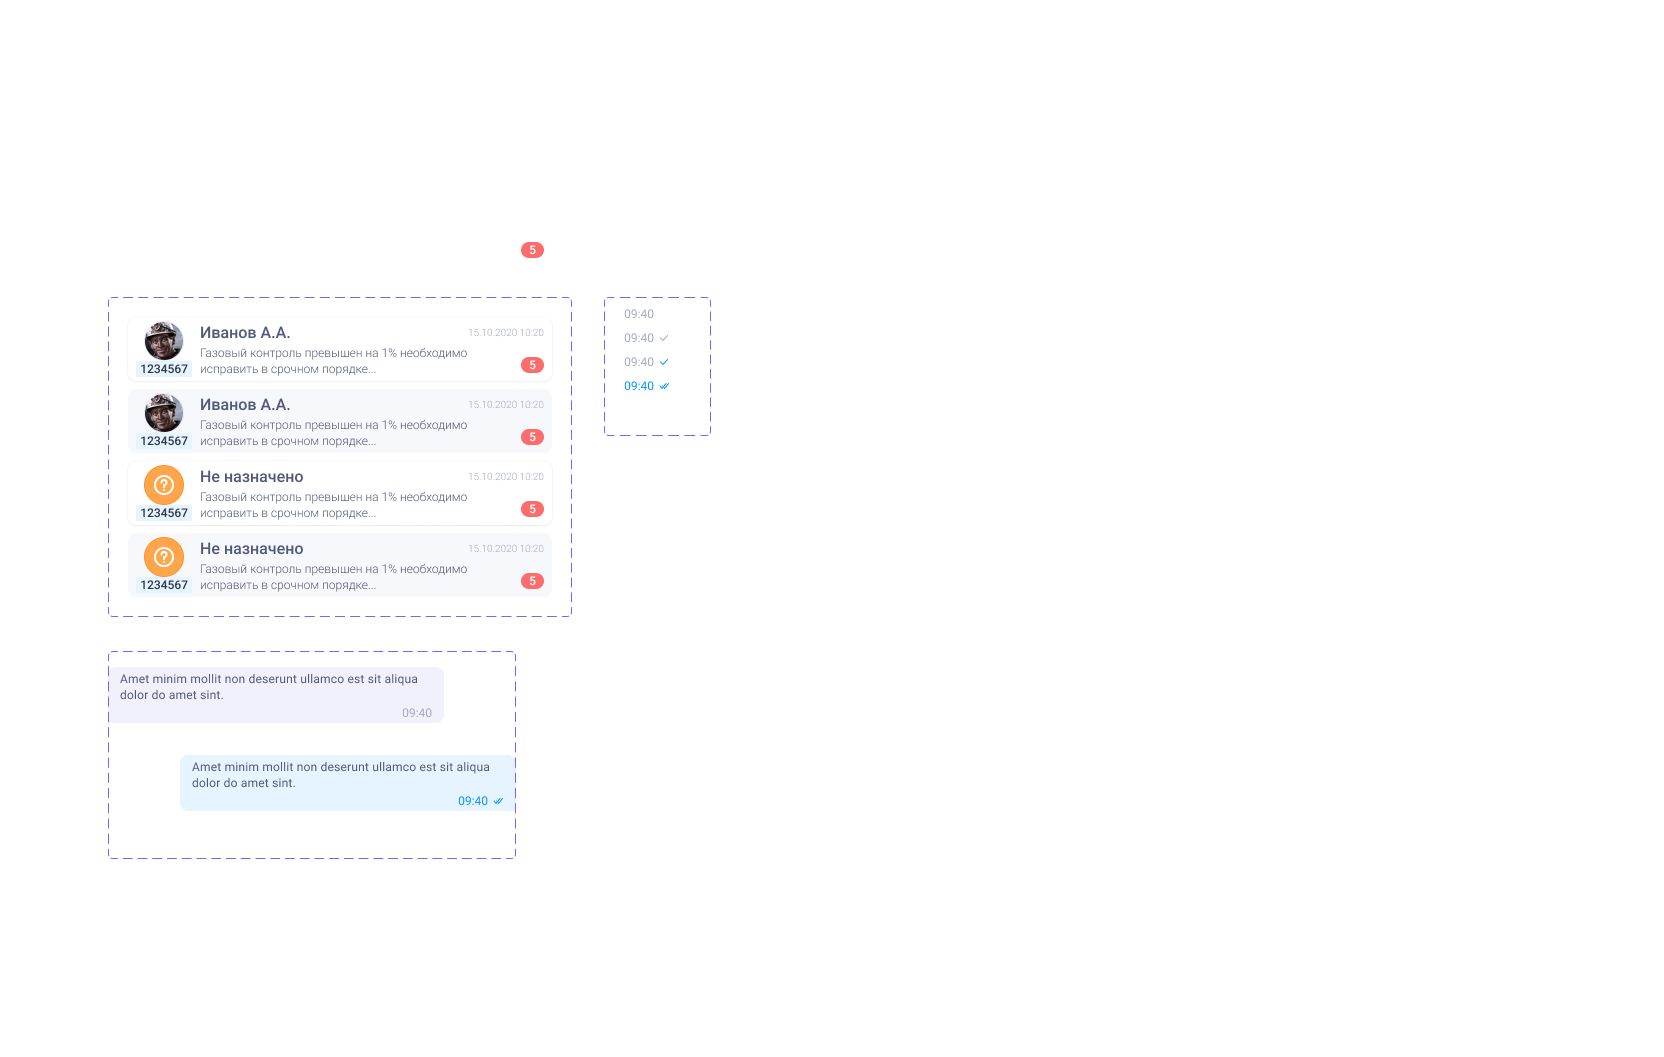 5
Иванов А.А.
15.10.2020 10:20
Газовый контроль превышен на 1% необходимо
исправить в срочном порядке...
5
1234567
Иванов А.А.
15.10.2020 10:20
Газовый контроль превышен на 1% необходимо
исправить в срочном порядке...
5
1234567
Не назначено
15.10.2020 10:20
Газовый контроль превышен на 1% необходимо
исправить в срочном порядке...
5
1234567
Не назначено
15.10.2020 10:20
Газовый контроль превышен на 1% необходимо
исправить в срочном порядке...
5
1234567
09:40
09:40
09:40
09:40
Amet minim mollit non deserunt ullamco est sit aliqua
dolor do amet sint.
09:40
Amet minim mollit non deserunt ullamco est sit aliqua
dolor do amet sint.
09:40